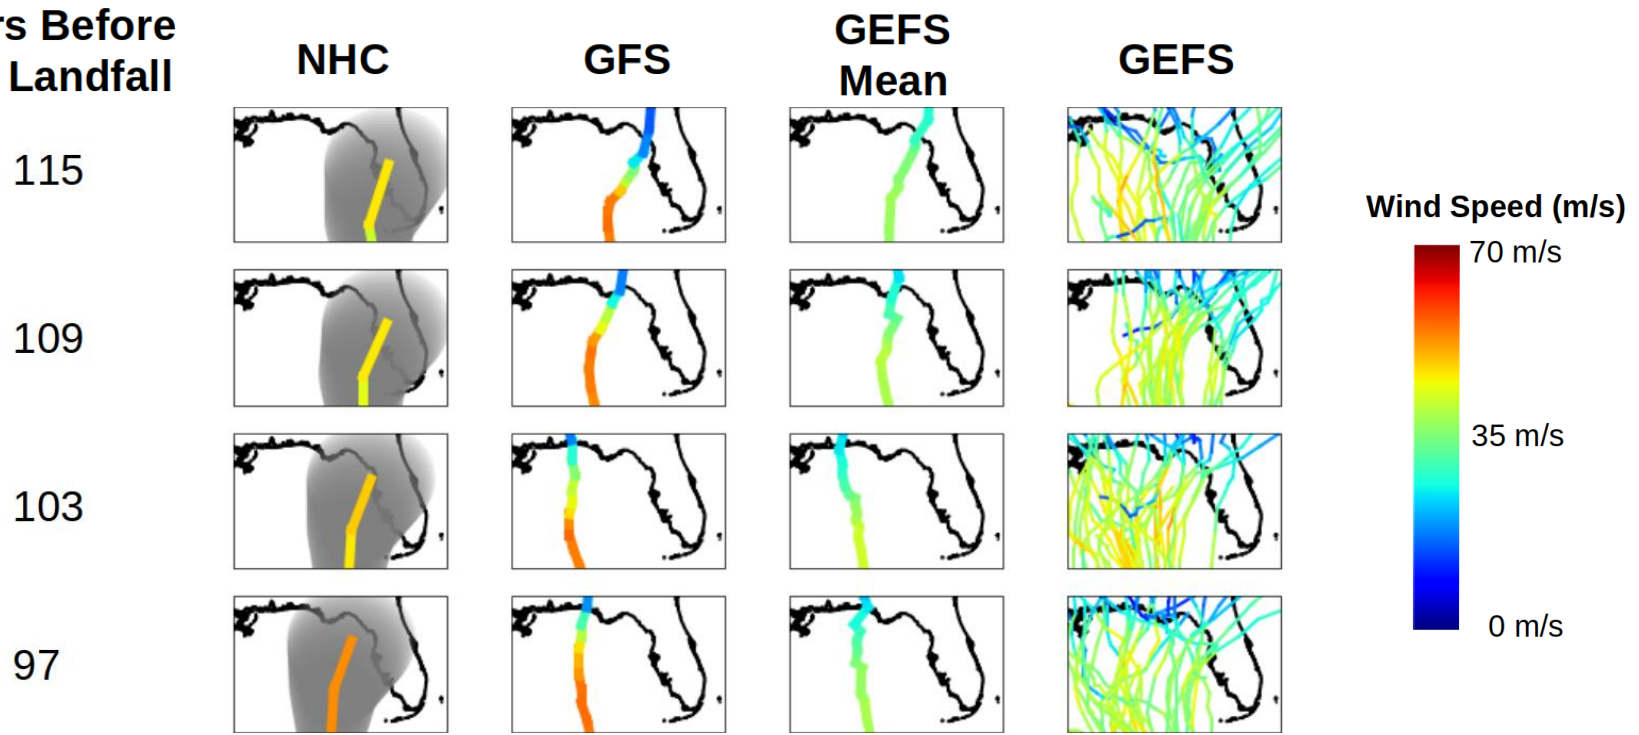 rs Before
Landfall
NHC
GFS
GEFS
Mean
GEFS
115
109
103
97
Wind Speed (m/s)
70 m/s
35 m/s
0 m/s